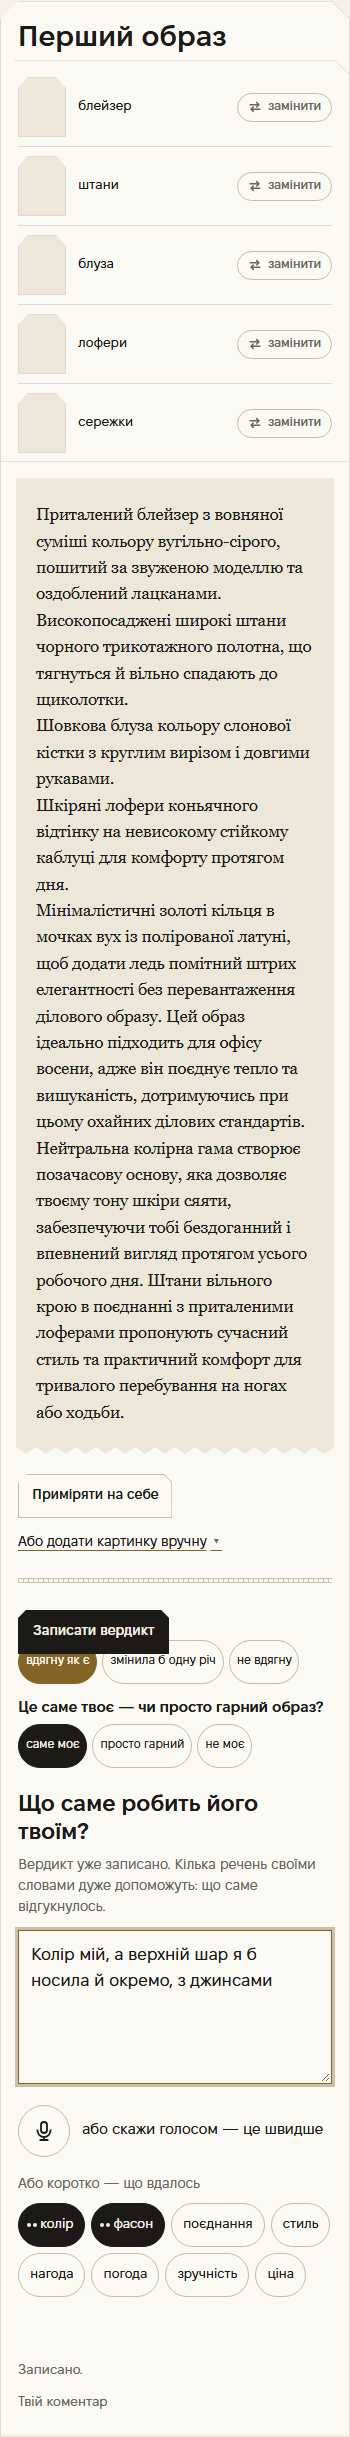 Перший образ
блейзер
замінити
штани
замінити
блуза
замінити
лофери
замінити
сережки
замінити
Приталений блейзер з вовняної
суміші кольору вугільно-сірого,
пошитий за звуженою моделлю та
оздоблений лацканами.
Високопосаджені широкі штани
чорного трикотажного полотна, що
тягнуться й вільно спадають до
щиколотки.
Шовкова блуза кольору слонової
кістки з круглим вирізом і довгими
рукавами.
Шкіряні лофери коньячного
відтінку на невисокому стійкому
каблуці для комфорту протягом
дня.
Мінімалістичні золоті кільця в
мочках вух із полірованої латуні,
щоб додати ледь помітний штрих
елегантності без перевантаження
ділового образу. Цей образ
ідеально підходить для офісу
восени, адже він поєднує тепло та
вишуканість, дотримуючись при
цьому охайних ділових стандартів.
Нейтральна колірна гама створює
позачасову основу, яка дозволяє
твоєму тону шкіри сяяти,
забезпечуючи тобі бездоганний і
впевнений вигляд протягом усього
робочого дня. Штани вільного
крою в поєднанні з приталеними
лоферами пропонують сучасний
стиль та практичний комфорт для
тривалого перебування на ногах
або ходьби.
Приміряти на себе
Або додати картинку вручну
Записати вердикт
вдягну як є
змінила б одну річ
не вдягну
Це саме твоє — чи просто гарний образ?
саме моє
просто гарний
не моє
Що саме робить його
твоїм?
Вердикт уже записано. Кілька речень своїми
словами дуже допоможуть: що саме
відгукнулось.
Колір мій, а верхній шар я б
носила й окремо, з джинсами
або скажи голосом — це швидше
Або коротко — що вдалось
колір
фасон
поєднання
стиль
нагода
погода
зручність
ціна
Записано.
Твій коментар